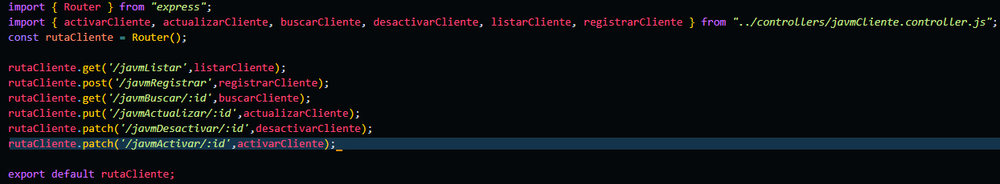 import { Router } from "express";
import { activarCliente, actualizarCliente, buscarCliente, desactivarCliente, listarCliente, registrarCliente } from "../controllers/javmCliente.controller.js";
const rutaCliente = Router();
rutaCliente.get('/javmListar',listarCliente);
rutaCliente.post('/javmRegistrar',registrarCliente);
rutaCliente.get('/javmBuscar/:id',buscarCliente);
rutaCliente.put('/javmActualizar/:id',actualizarCliente);
rutaCliente.patch('/javmDesactivar/:id',desactivarCliente);
rutaCliente.patch('/javmActivar/:id',activarCliente);
export default rutaCliente;